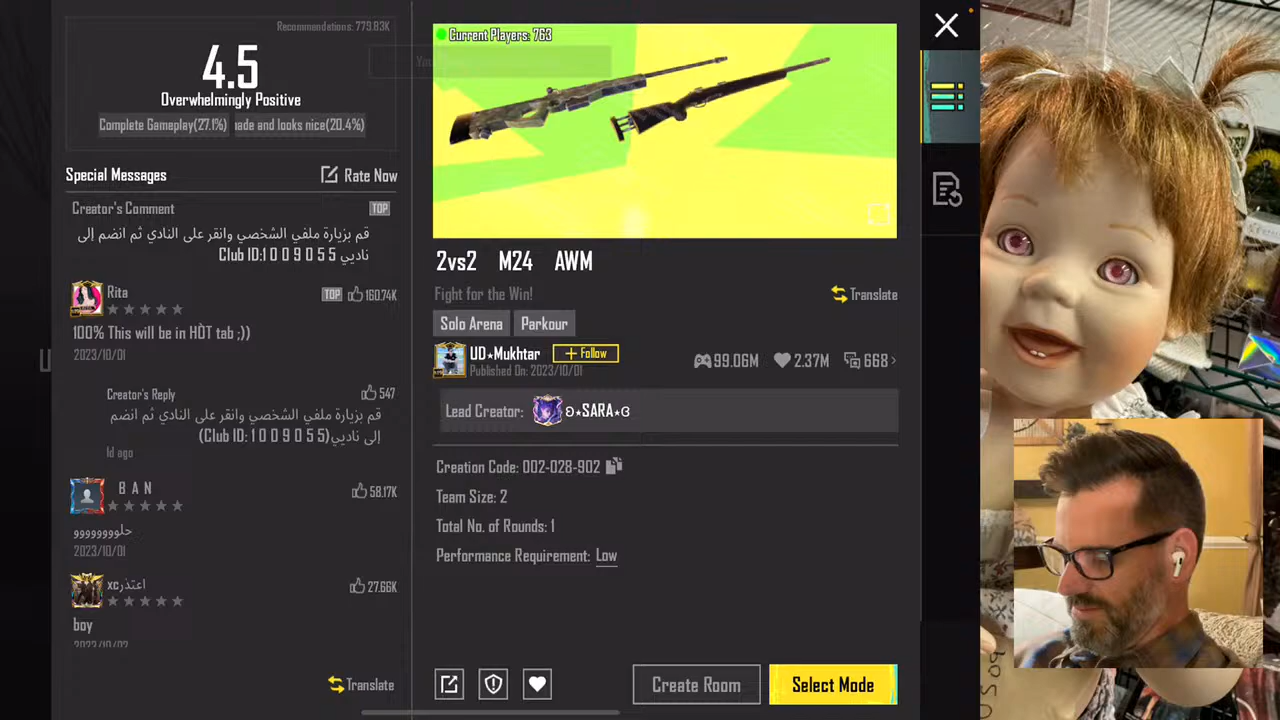 Recommendations: 779.83K
4.5
Overwhelmingly Positive
Complete Gameplay(27.1%)
ade and looks nice(20.4%)
Special Messages
Rate Now
Creator's Comment
TOP
قم بزيارة ملفي الشخصي وانقر على النادي ثم انضم إلى
ناديي Club ID:1 0 0 9 0 5 5
Rita
TOP
160.74K
100% This will be in HÒT tab ;))
2023/10/01
Creator's Reply
547
قم بزيارة ملفي الشخصي وانقر على النادي ثم انضم
إلى ناديي(Club ID: 1 0 0 9 0 5 5)
1d ago
B A N
58.17K
حلووووووووو
2023/10/01
xcاعتذر
27.66K
boy
2023/10/02
Translate
Current Players: 763
2vs2 M24 AWM
Fight for the Win!
Translate
Solo Arena
Parkour
UD★Mukhtar
+ Follow
Published On: 2023/10/01
99.06M
2.37M
668
Lead Creator:
ʚ⋆SARA⋆ɞ
Creation Code: 002-028-902
Team Size: 2
Total No. of Rounds: 1
Performance Requirement: Low
Create Room
Select Mode